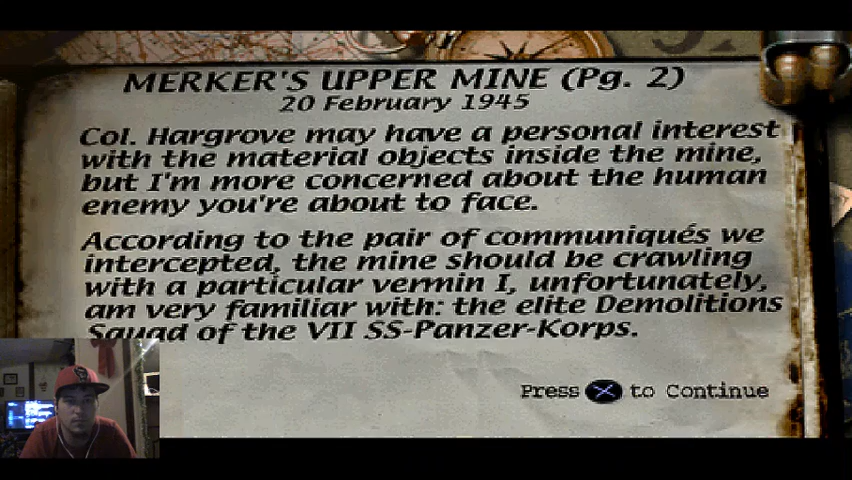 MERKER'S UPPER MINE (Pg. 2)
20 February 1945
Col. Hargrove may have a personal interest
with the material objects inside the mine,
but I'm more concerned about the human
enemy you're about to face.
According to the pair of communiqués we
intercepted, the mine should be crawling
with a particular vermin I, unfortunately,
am very familiar with: the elite Demolitions
Squad of the VII SS-Panzer-Korps.
Press X to Continue